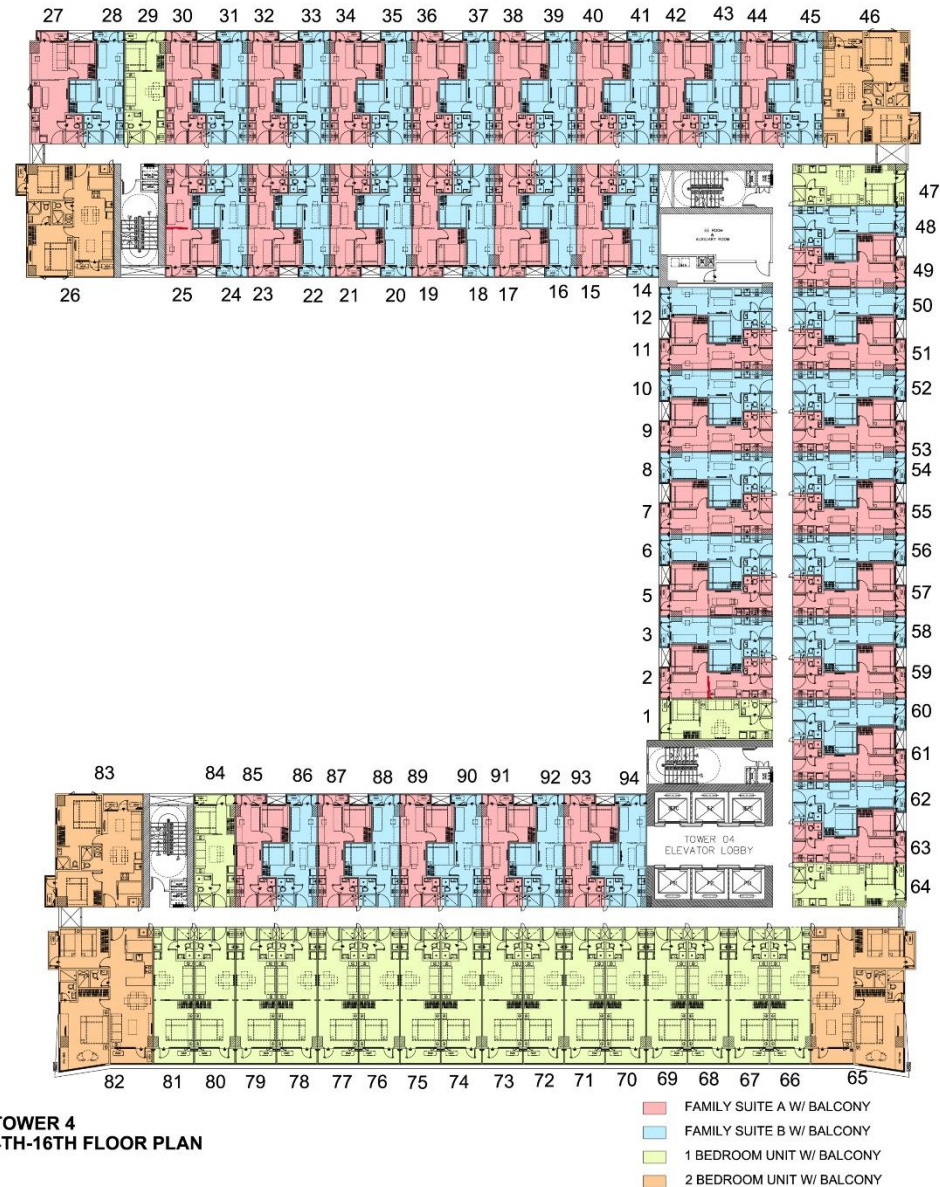 27 28 29 30 31 32 33 34 35 36 37 38 39 40 41 42 43 44 45 46
47
48
49
50
51
52
53
54
55
56
57
58
59
60
61
62
63
64
26 25 24 23 22 21 20 19 18 17 16 15 14
12
11
10
9
8
7
6
5
3
2
1
EE ROOM
&
AUXILIARY ROOM
83 84 85 86 87 88 89 90 91 92 93 94
TOWER 04
ELEVATOR LOBBY
82 81 80 79 78 77 76 75 74 73 72 71 70 69 68 67 66 65
TOWER 4
TH-16TH FLOOR PLAN
FAMILY SUITE A W/ BALCONY
FAMILY SUITE B W/ BALCONY
1 BEDROOM UNIT W/ BALCONY
2 BEDROOM UNIT W/ BALCONY